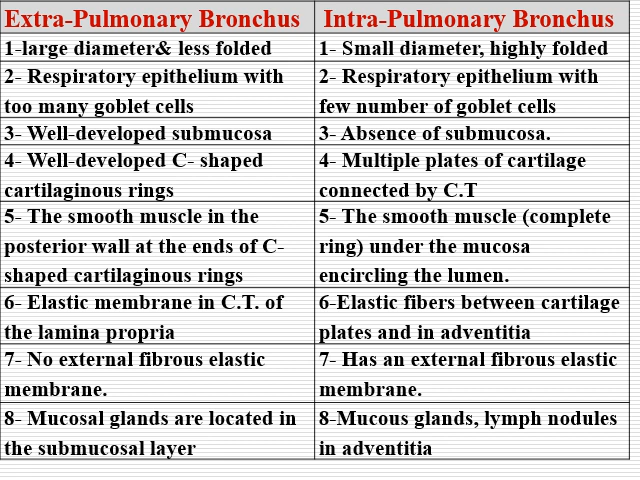 Extra-Pulmonary Bronchus
Intra-Pulmonary Bronchus
1-large diameter& less folded
1- Small diameter, highly folded
2- Respiratory epithelium with
too many goblet cells
2- Respiratory epithelium with
few number of goblet cells
3- Well-developed submucosa
3- Absence of submucosa.
4- Well-developed C- shaped
cartilaginous rings
4- Multiple plates of cartilage
connected by C.T
5- The smooth muscle in the
posterior wall at the ends of C-
shaped cartilaginous rings
5- The smooth muscle (complete
ring) under the mucosa
encircling the lumen.
6- Elastic membrane in C.T. of
the lamina propria
6-Elastic fibers between cartilage
plates and in adventitia
7- No external fibrous elastic
membrane.
7- Has an external fibrous elastic
membrane.
8- Mucosal glands are located in
the submucosal layer
8-Mucous glands, lymph nodules
in adventitia